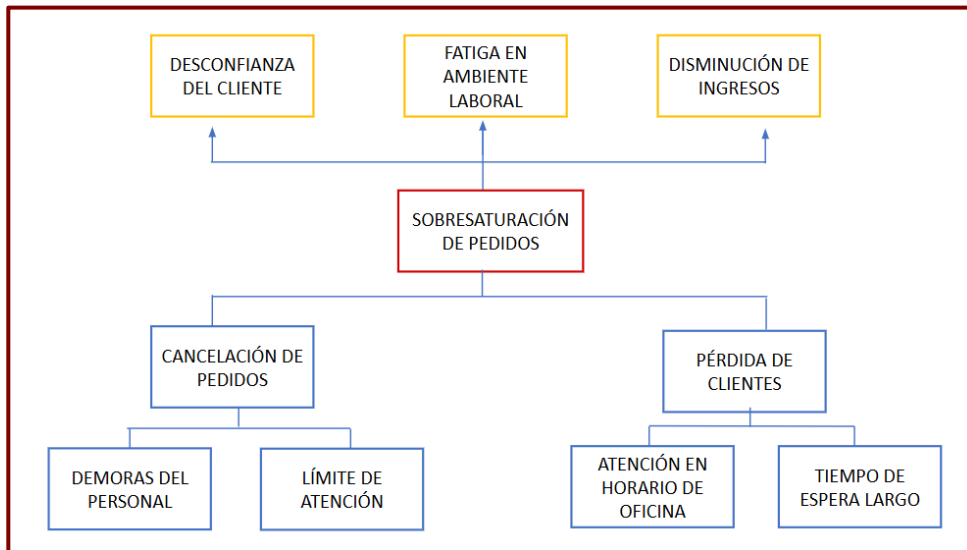 DESCONFIANZA
DEL CLIENTE
FATIGA EN
AMBIENTE
LABORAL
DISMINUCIÓN DE
INGRESOS
SOBRESATURACIÓN
DE PEDIDOS
CANCELACIÓN DE
PEDIDOS
PÉRDIDA DE
CLIENTES
DEMORAS DEL
PERSONAL
LÍMITE DE
ATENCIÓN
ATENCIÓN EN
HORARIO DE
OFICINA
TIEMPO DE
ESPERA LARGO